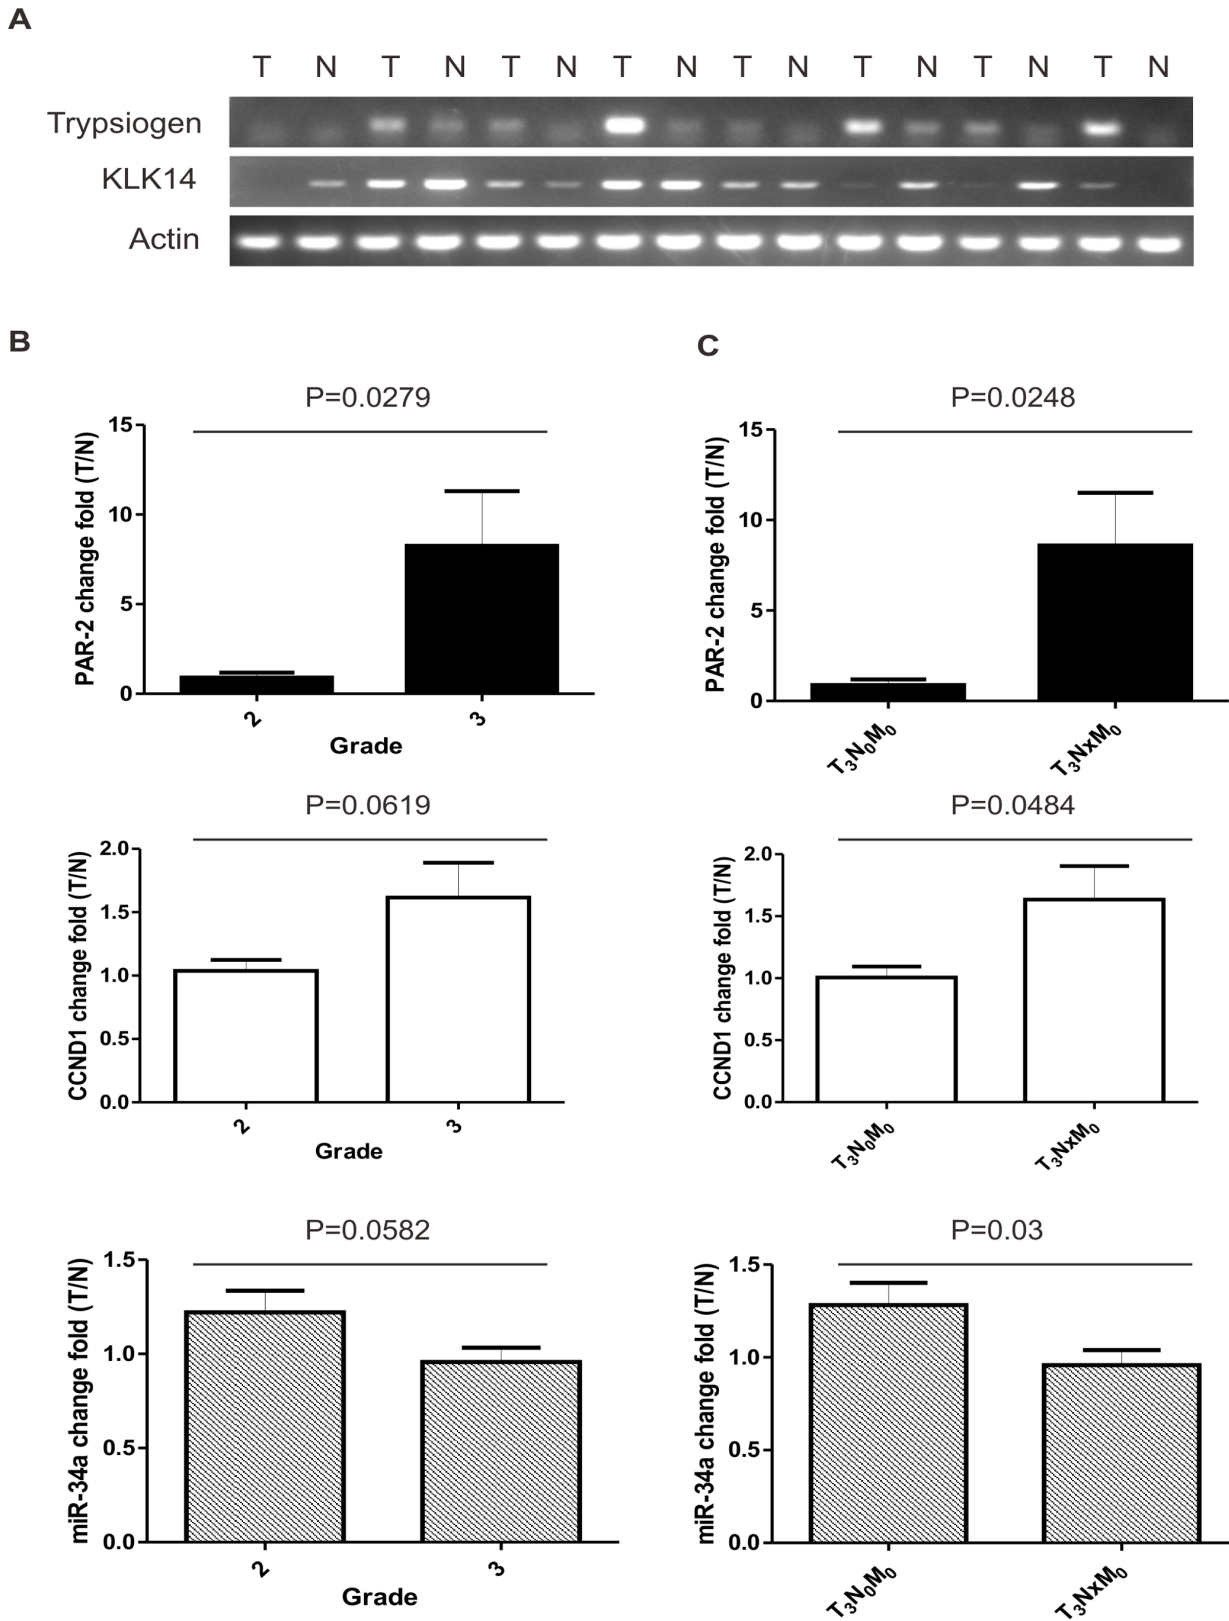 A
T N T N T N T N T N T N T N T N
Trypsiogen
KLK14
Actin
B
P=0.0279
PAR-2 change fold (T/N)
15
10
5
0
2
3
Grade
P=0.0619
CCND1 change fold (T/N)
2.0
1.5
1.0
0.5
0.0
2
3
Grade
P=0.0582
miR-34a change fold (T/N)
1.5
1.0
0.5
0.0
2
3
Grade
C
P=0.0248
PAR-2 change fold (T/N)
15
10
5
0
T₃N₀M₀
T₃NxM₀
P=0.0484
CCND1 change fold (T/N)
2.0
1.5
1.0
0.5
0.0
T₃N₀M₀
T₃NxM₀
P=0.03
miR-34a change fold (T/N)
1.5
1.0
0.5
0.0
T₃N₀M₀
T₃NxM₀